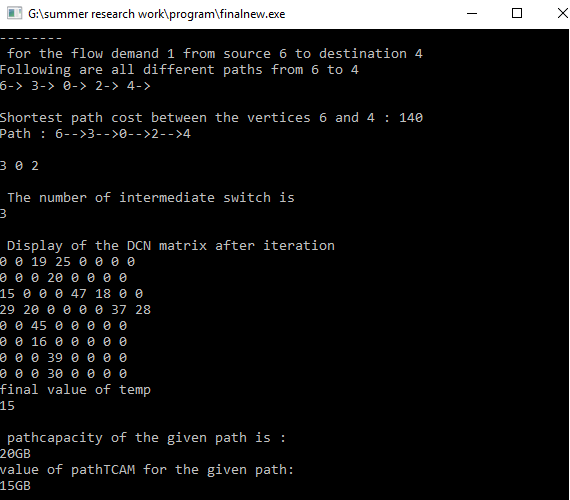 G:\summer research work\program\finalnew.exe
--------
for the flow demand 1 from source 6 to destination 4
Following are all different paths from 6 to 4
6-> 3-> 0-> 2-> 4->
Shortest path cost between the vertices 6 and 4 : 140
Path : 6-->3-->0-->2-->4
3 0 2
The number of intermediate switch is
3
Display of the DCN matrix after iteration
0 0 19 25 0 0 0 0
0 0 0 20 0 0 0 0
15 0 0 0 47 18 0 0
29 20 0 0 0 0 37 28
0 0 45 0 0 0 0 0
0 0 16 0 0 0 0 0
0 0 0 39 0 0 0 0
0 0 0 30 0 0 0 0
final value of temp
15
pathcapacity of the given path is :
20GB
value of pathTCAM for the given path:
15GB